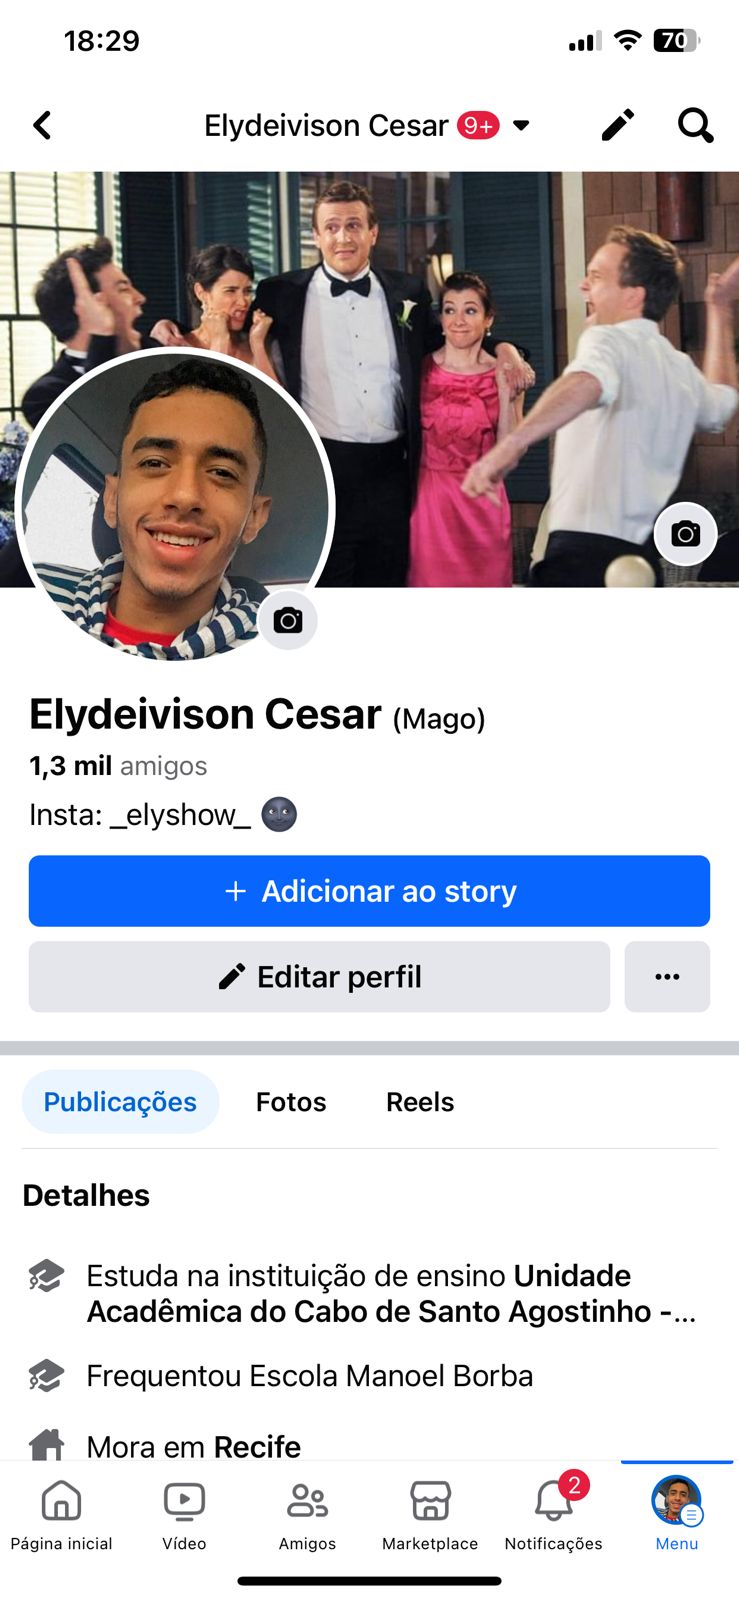 18:29
70
Elydeivison Cesar 9+
Elydeivison Cesar (Mago)
1,3 mil amigos
Insta: _elyshow_ 🌚
+ Adicionar ao story
Editar perfil
...
Publicações Fotos Reels
Detalhes
Estuda na instituição de ensino Unidade
Acadêmica do Cabo de Santo Agostinho -...
Frequentou Escola Manoel Borba
Mora em Recife
2
Página inicial Vídeo Amigos Marketplace Notificações Menu